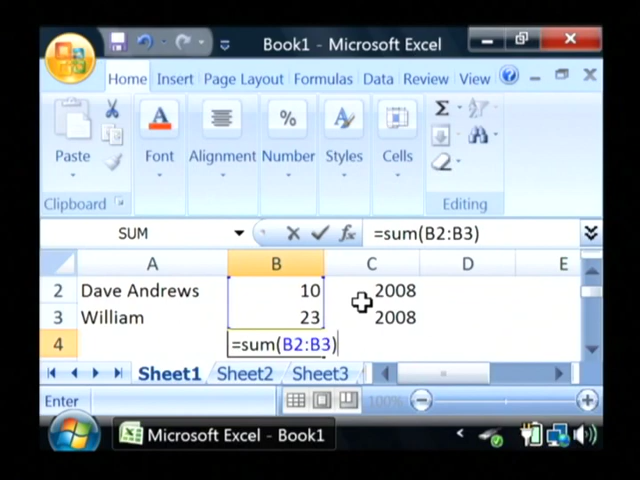 Book1 - Microsoft Excel
Home Insert Page Layout Formulas Data Review View
Paste Font Alignment Number Styles Cells
Clipboard Editing
SUM =sum(B2:B3)
A B C D E
2 Dave Andrews 10 2008
3 William 23 2008
4 =sum(B2:B3)
Sheet1 Sheet2 Sheet3
Enter 100%
Microsoft Excel - Book1